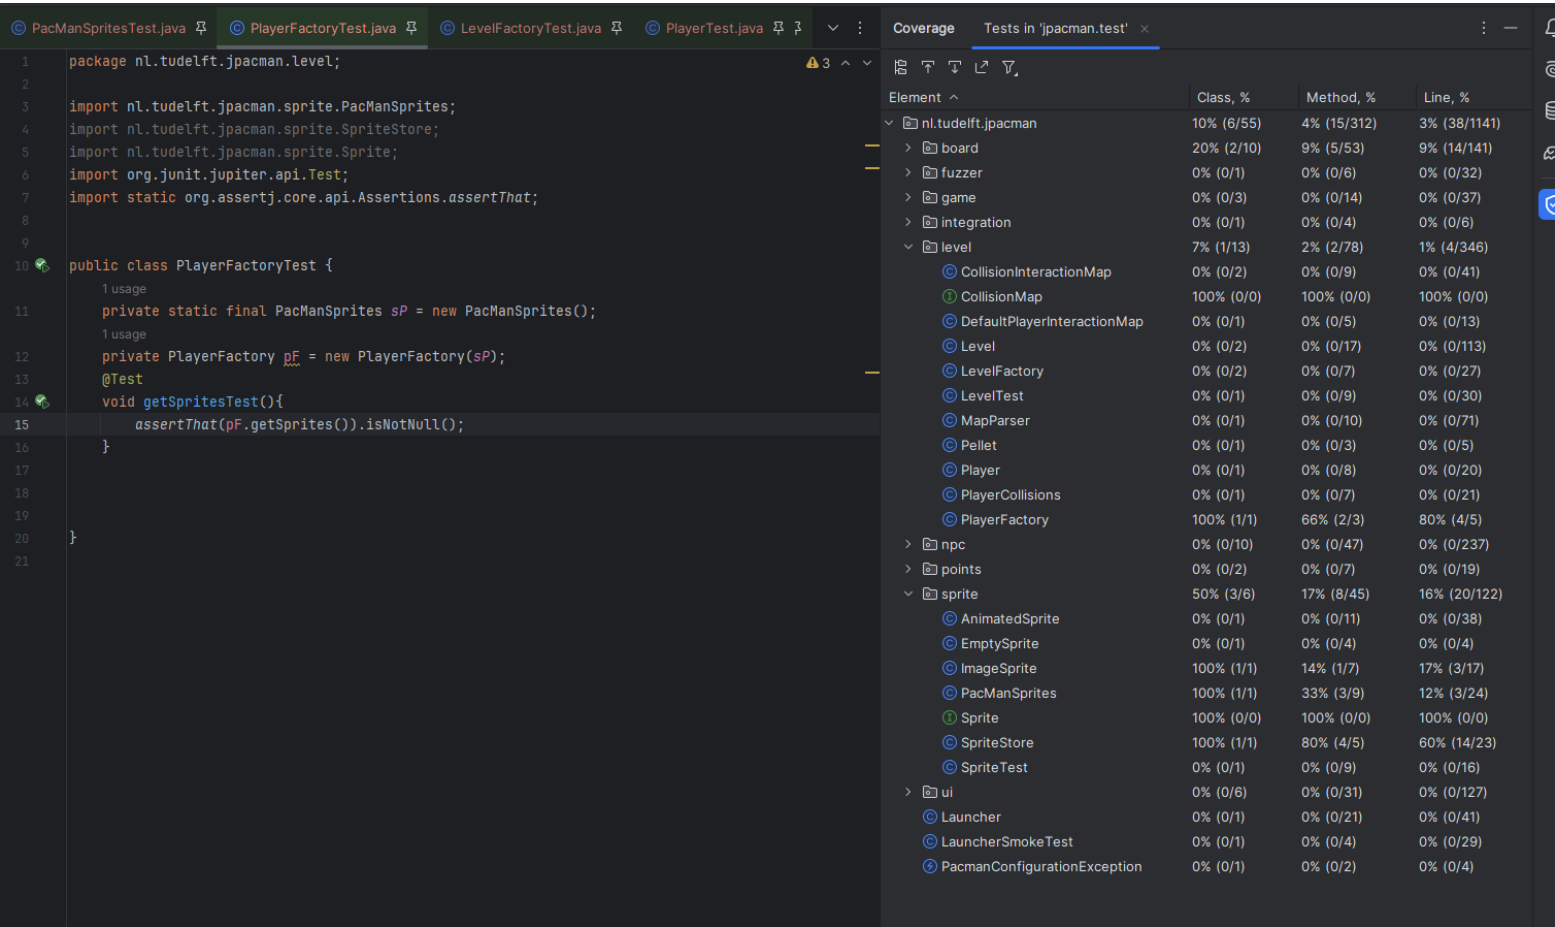 PacManSpritesTest.java PlayerFactoryTest.java LevelFactoryTest.java PlayerTest.java
1 package nl.tudelft.jpacman.level;
3
2
3 import nl.tudelft.jpacman.sprite.PacManSprites;
4 import nl.tudelft.jpacman.sprite.SpriteStore;
5 import nl.tudelft.jpacman.sprite.Sprite;
6 import org.junit.jupiter.api.Test;
7 import static org.assertj.core.api.Assertions.assertThat;
8
9
10 public class PlayerFactoryTest {
1 usage
11 private static final PacManSprites sP = new PacManSprites();
1 usage
12 private PlayerFactory pF = new PlayerFactory(sP);
13 @Test
14 void getSpritesTest(){
15 assertThat(pF.getSprites()).isNotNull();
16 }
17
18
19
20 }
21
Coverage Tests in 'jpacman.test' ×
Element Class, % Method, % Line, %
nl.tudelft.jpacman 10% (6/55) 4% (15/312) 3% (38/1141)
board 20% (2/10) 9% (5/53) 9% (14/141)
fuzzer 0% (0/1) 0% (0/6) 0% (0/32)
game 0% (0/3) 0% (0/14) 0% (0/37)
integration 0% (0/1) 0% (0/4) 0% (0/6)
level 7% (1/13) 2% (2/78) 1% (4/346)
CollisionInteractionMap 0% (0/2) 0% (0/9) 0% (0/41)
CollisionMap 100% (0/0) 100% (0/0) 100% (0/0)
DefaultPlayerInteractionMap 0% (0/1) 0% (0/5) 0% (0/13)
Level 0% (0/2) 0% (0/17) 0% (0/113)
LevelFactory 0% (0/2) 0% (0/7) 0% (0/27)
LevelTest 0% (0/1) 0% (0/9) 0% (0/30)
MapParser 0% (0/1) 0% (0/10) 0% (0/71)
Pellet 0% (0/1) 0% (0/3) 0% (0/5)
Player 0% (0/1) 0% (0/8) 0% (0/20)
PlayerCollisions 0% (0/1) 0% (0/7) 0% (0/21)
PlayerFactory 100% (1/1) 66% (2/3) 80% (4/5)
npc 0% (0/10) 0% (0/47) 0% (0/237)
points 0% (0/2) 0% (0/7) 0% (0/19)
sprite 50% (3/6) 17% (8/45) 16% (20/122)
AnimatedSprite 0% (0/1) 0% (0/11) 0% (0/38)
EmptySprite 0% (0/1) 0% (0/4) 0% (0/4)
ImageSprite 100% (1/1) 14% (1/7) 17% (3/17)
PacManSprites 100% (1/1) 33% (3/9) 12% (3/24)
Sprite 100% (0/0) 100% (0/0) 100% (0/0)
SpriteStore 100% (1/1) 80% (4/5) 60% (14/23)
SpriteTest 0% (0/1) 0% (0/9) 0% (0/16)
ui 0% (0/6) 0% (0/31) 0% (0/127)
Launcher 0% (0/1) 0% (0/21) 0% (0/41)
LauncherSmokeTest 0% (0/1) 0% (0/4) 0% (0/29)
PacmanConfigurationException 0% (0/1) 0% (0/2) 0% (0/4)